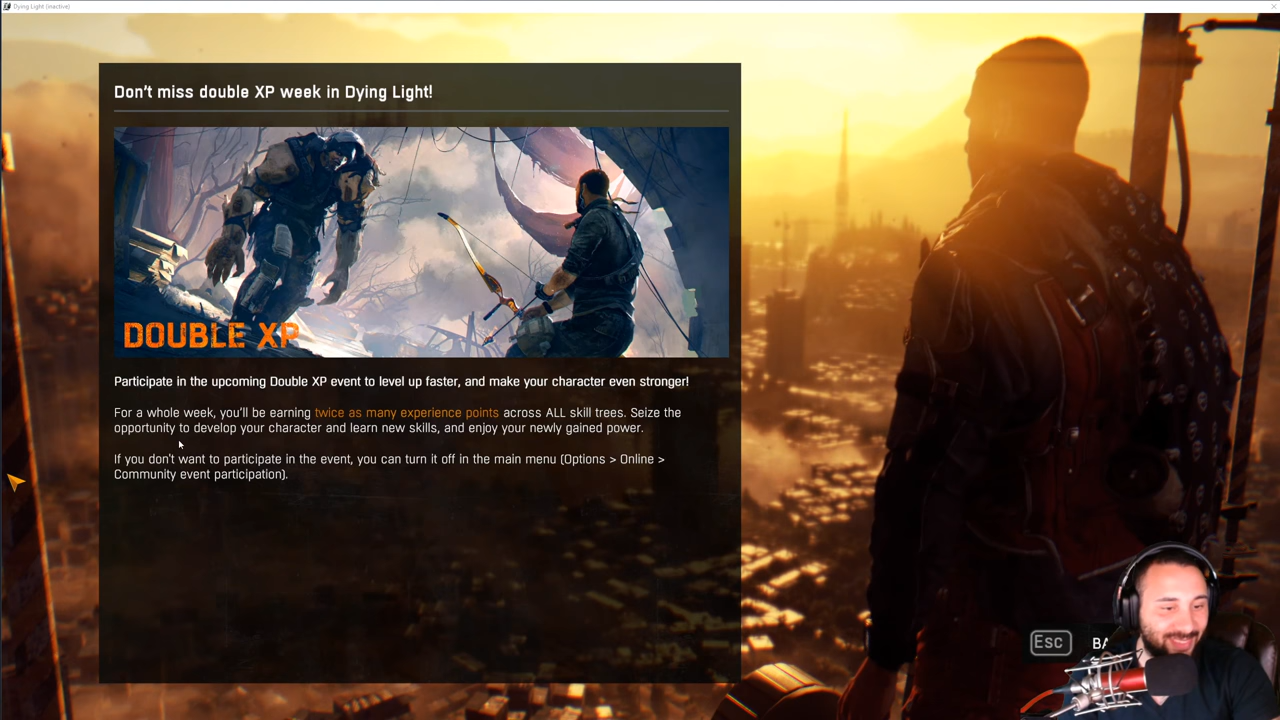 Dying Light (inactive)
Don't miss double XP week in Dying Light!
DOUBLE XP
Participate in the upcoming Double XP event to level up faster, and make your character even stronger!
For a whole week, you'll be earning twice as many experience points across ALL skill trees. Seize the
opportunity to develop your character and learn new skills, and enjoy your newly gained power.
If you don't want to participate in the event, you can turn it off in the main menu (Options > Online >
Community event participation).
Esc